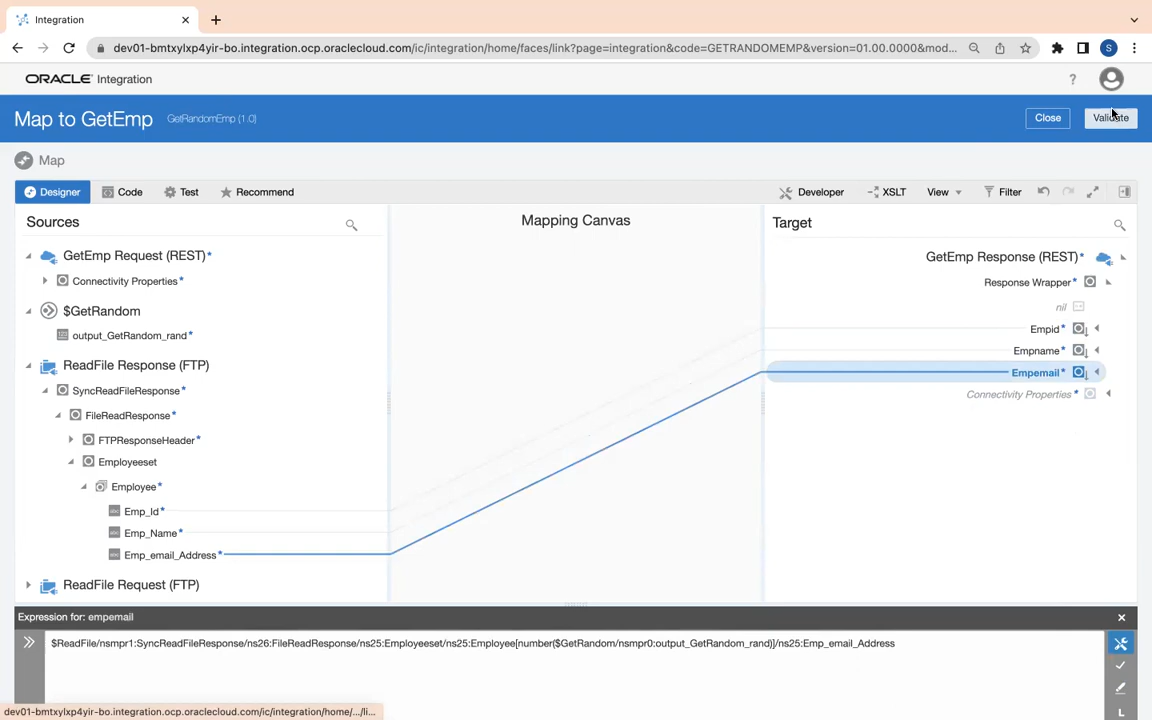 Integration
dev01-bmtxylxp4yir-bo.integration.ocp.oraclecloud.com/ic/integration/home/faces/link?page=integration&code=GETRANDOMEMP&version=01.00.0000&mod...
S
ORACLE Integration
?
Map to GetEmp GetRandomEmp (1.0)
Close
Validate
Map
Designer
Code
Test
Recommend
Developer
XSLT
View
Filter
Sources
Mapping Canvas
Target
GetEmp Request (REST)*
Connectivity Properties*
$GetRandom
output_GetRandom_rand*
ReadFile Response (FTP)
SyncReadFileResponse*
FileReadResponse*
FTPResponseHeader*
Employeeset
Employee*
Emp_Id*
Emp_Name*
Emp_email_Address*
ReadFile Request (FTP)
GetEmp Response (REST)*
Response Wrapper*
nil
Empid*
Empname*
Empemail*
Connectivity Properties*
Expression for: empemail
$ReadFile/nsmpr1:SyncReadFileResponse/ns26:FileReadResponse/ns25:Employeeset/ns25:Employee[number($GetRandom/nsmpr0:output_GetRandom_rand)]/ns25:Emp_email_Address
L
dev01-bmtxylxp4yir-bo.integration.ocp.oraclecloud.com/ic/integration/home/.../li...